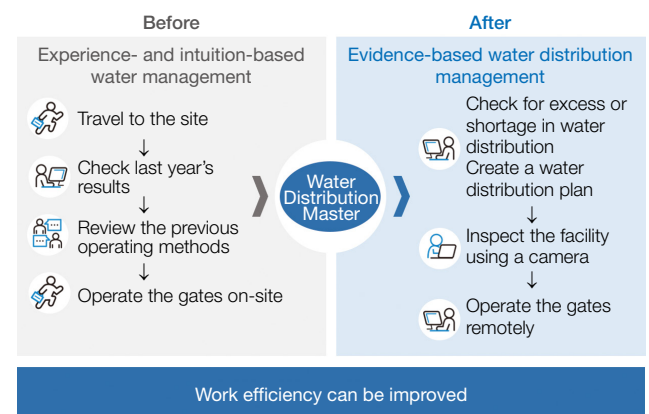 Before
Experience- and intuition-based
water management
Travel to the site
↓
Check last year's
results
↓
Review the previous
operating methods
↓
Operate the gates on-site
Water
Distribution
Master
After
Evidence-based water distribution
management
Check for excess or
shortage in water
distribution
Create a water
distribution plan
↓
Inspect the facility
using a camera
↓
Operate the gates
remotely
Work efficiency can be improved